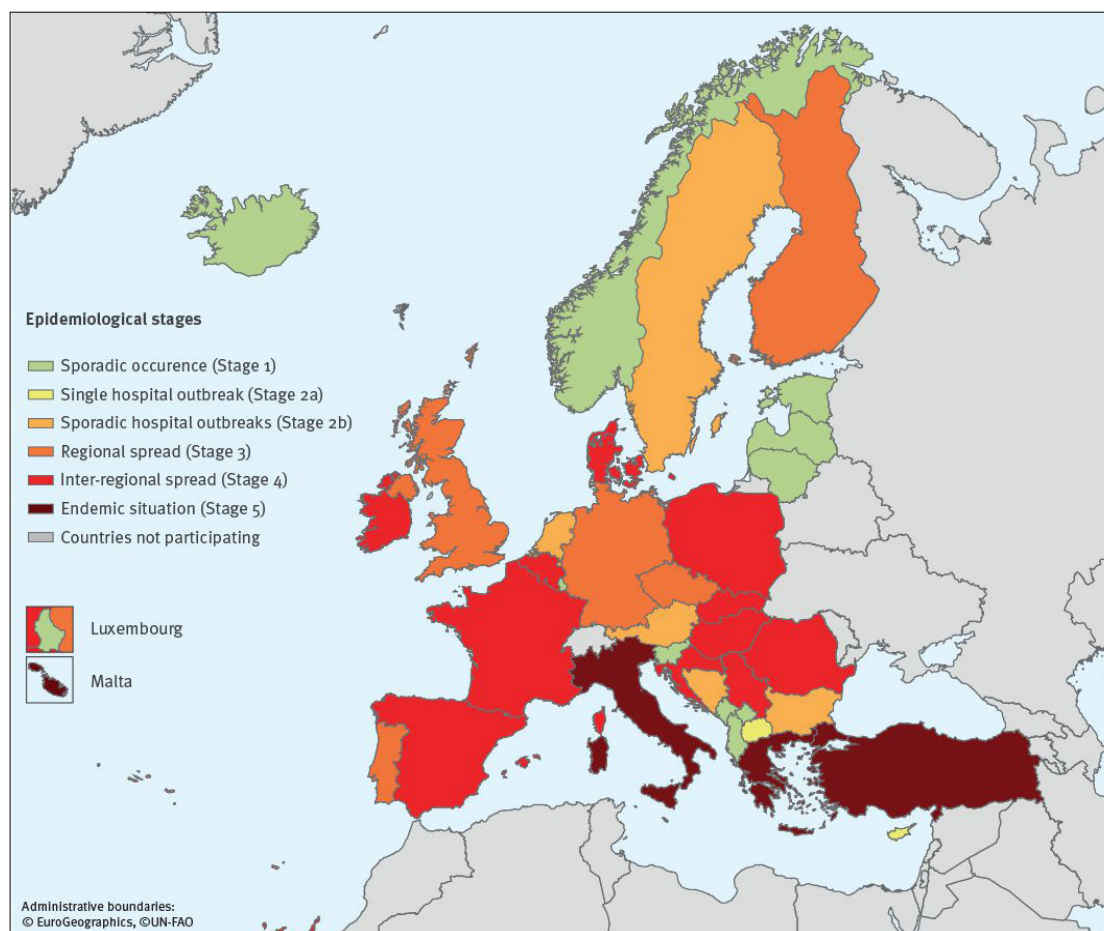 Epidemiological stages
Sporadic occurence (Stage 1)
Single hospital outbreak (Stage 2a)
Sporadic hospital outbreaks (Stage 2b)
Regional spread (Stage 3)
Inter-regional spread (Stage 4)
Endemic situation (Stage 5)
Countries not participating
Luxembourg
Malta
Administrative boundaries:
© EuroGeographics, ©UN-FAO